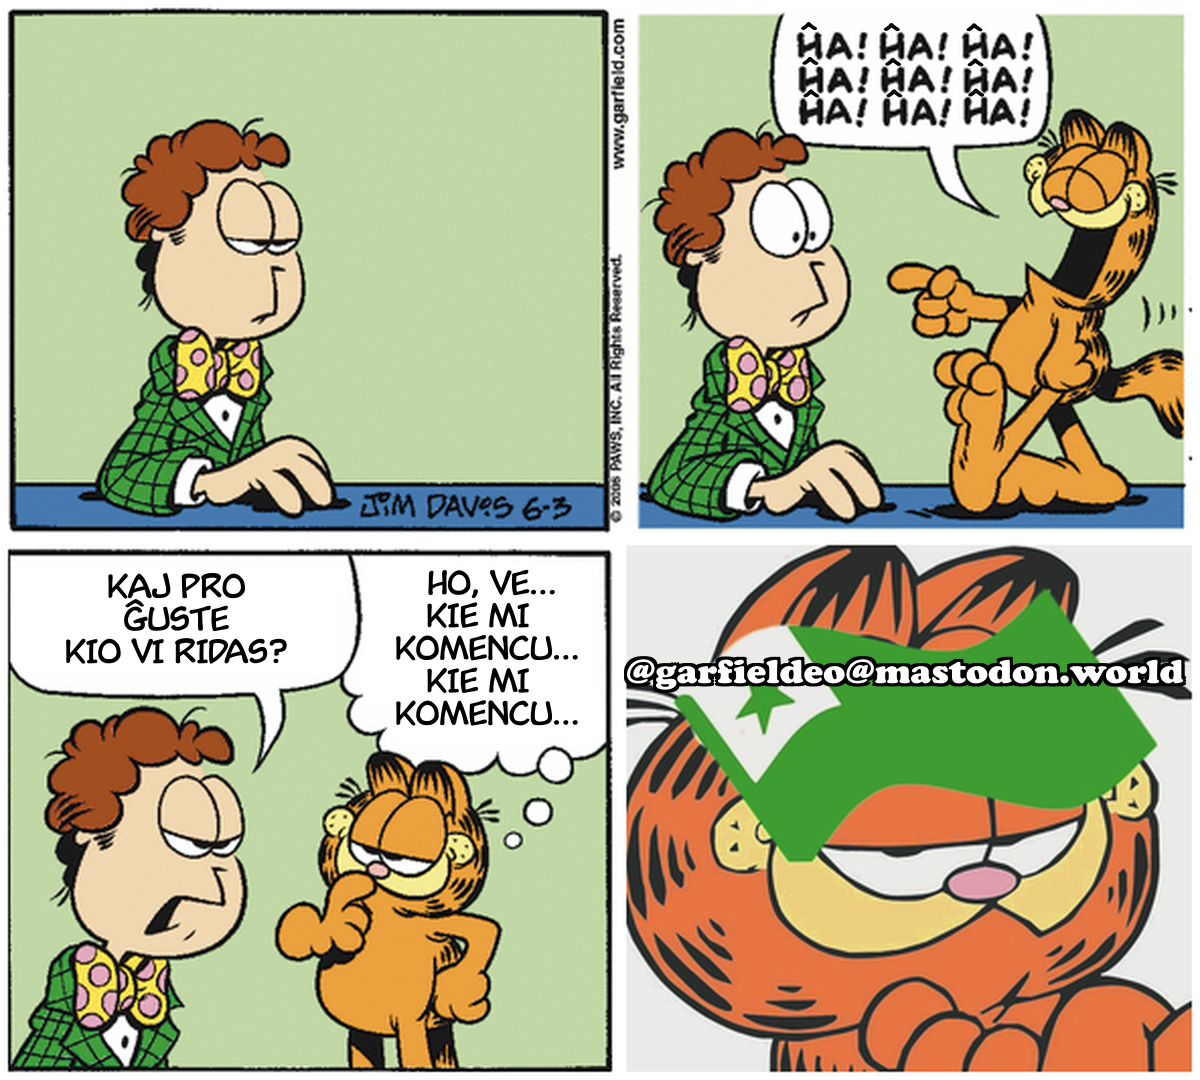 JIM DAVIS 6-3
www.garfield.com
© 2006 PAWS, INC. All Rights Reserved.
ĤA! ĤA! ĤA!
ĤA! ĤA! ĤA!
ĤA! ĤA! ĤA!
KAJ PRO
ĜUSTE
KIO VI RIDAS?
HO, VE...
KIE MI
KOMENCU...
KIE MI
KOMENCU...
@garfieldeo@mastodon.world